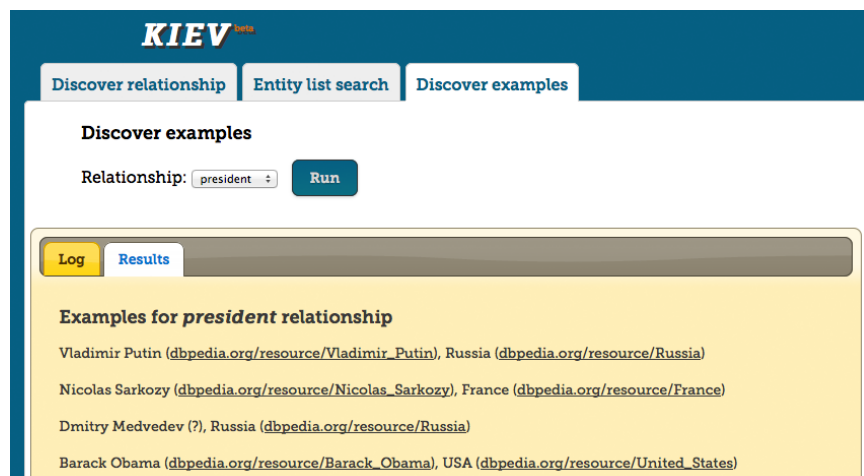 KIEV beta
Discover relationship Entity list search Discover examples
Discover examples
Relationship: president Run
Log Results
Examples for president relationship
Vladimir Putin (dbpedia.org/resource/Vladimir_Putin), Russia (dbpedia.org/resource/Russia)
Nicolas Sarkozy (dbpedia.org/resource/Nicolas_Sarkozy), France (dbpedia.org/resource/France)
Dmitry Medvedev (?), Russia (dbpedia.org/resource/Russia)
Barack Obama (dbpedia.org/resource/Barack_Obama), USA (dbpedia.org/resource/United_States)